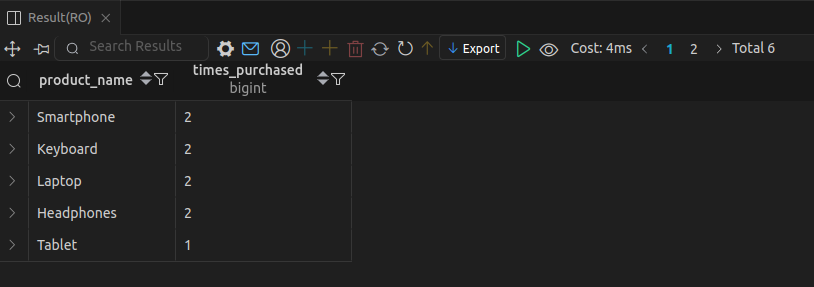 Result(RO)
Search Results
Export
Cost: 4ms
1
2
Total 6
product_name
times_purchased
bigint
Smartphone 2
Keyboard 2
Laptop 2
Headphones 2
Tablet 1